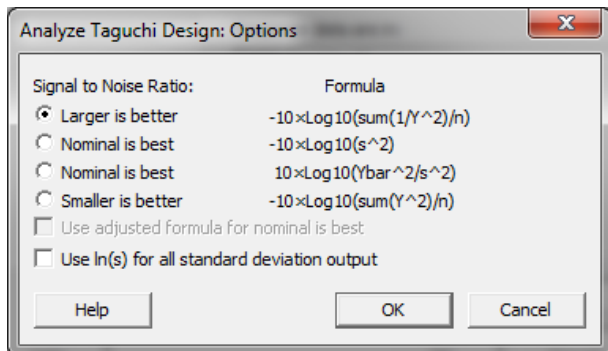 Analyze Taguchi Design: Options
Signal to Noise Ratio: Formula
Larger is better -10×Log10(sum(1/Y^2)/n)
Nominal is best -10×Log10(s^2)
Nominal is best 10×Log10(Ybar^2/s^2)
Smaller is better -10×Log10(sum(Y^2)/n)
Use adjusted formula for nominal is best
Use ln(s) for all standard deviation output
Help OK Cancel